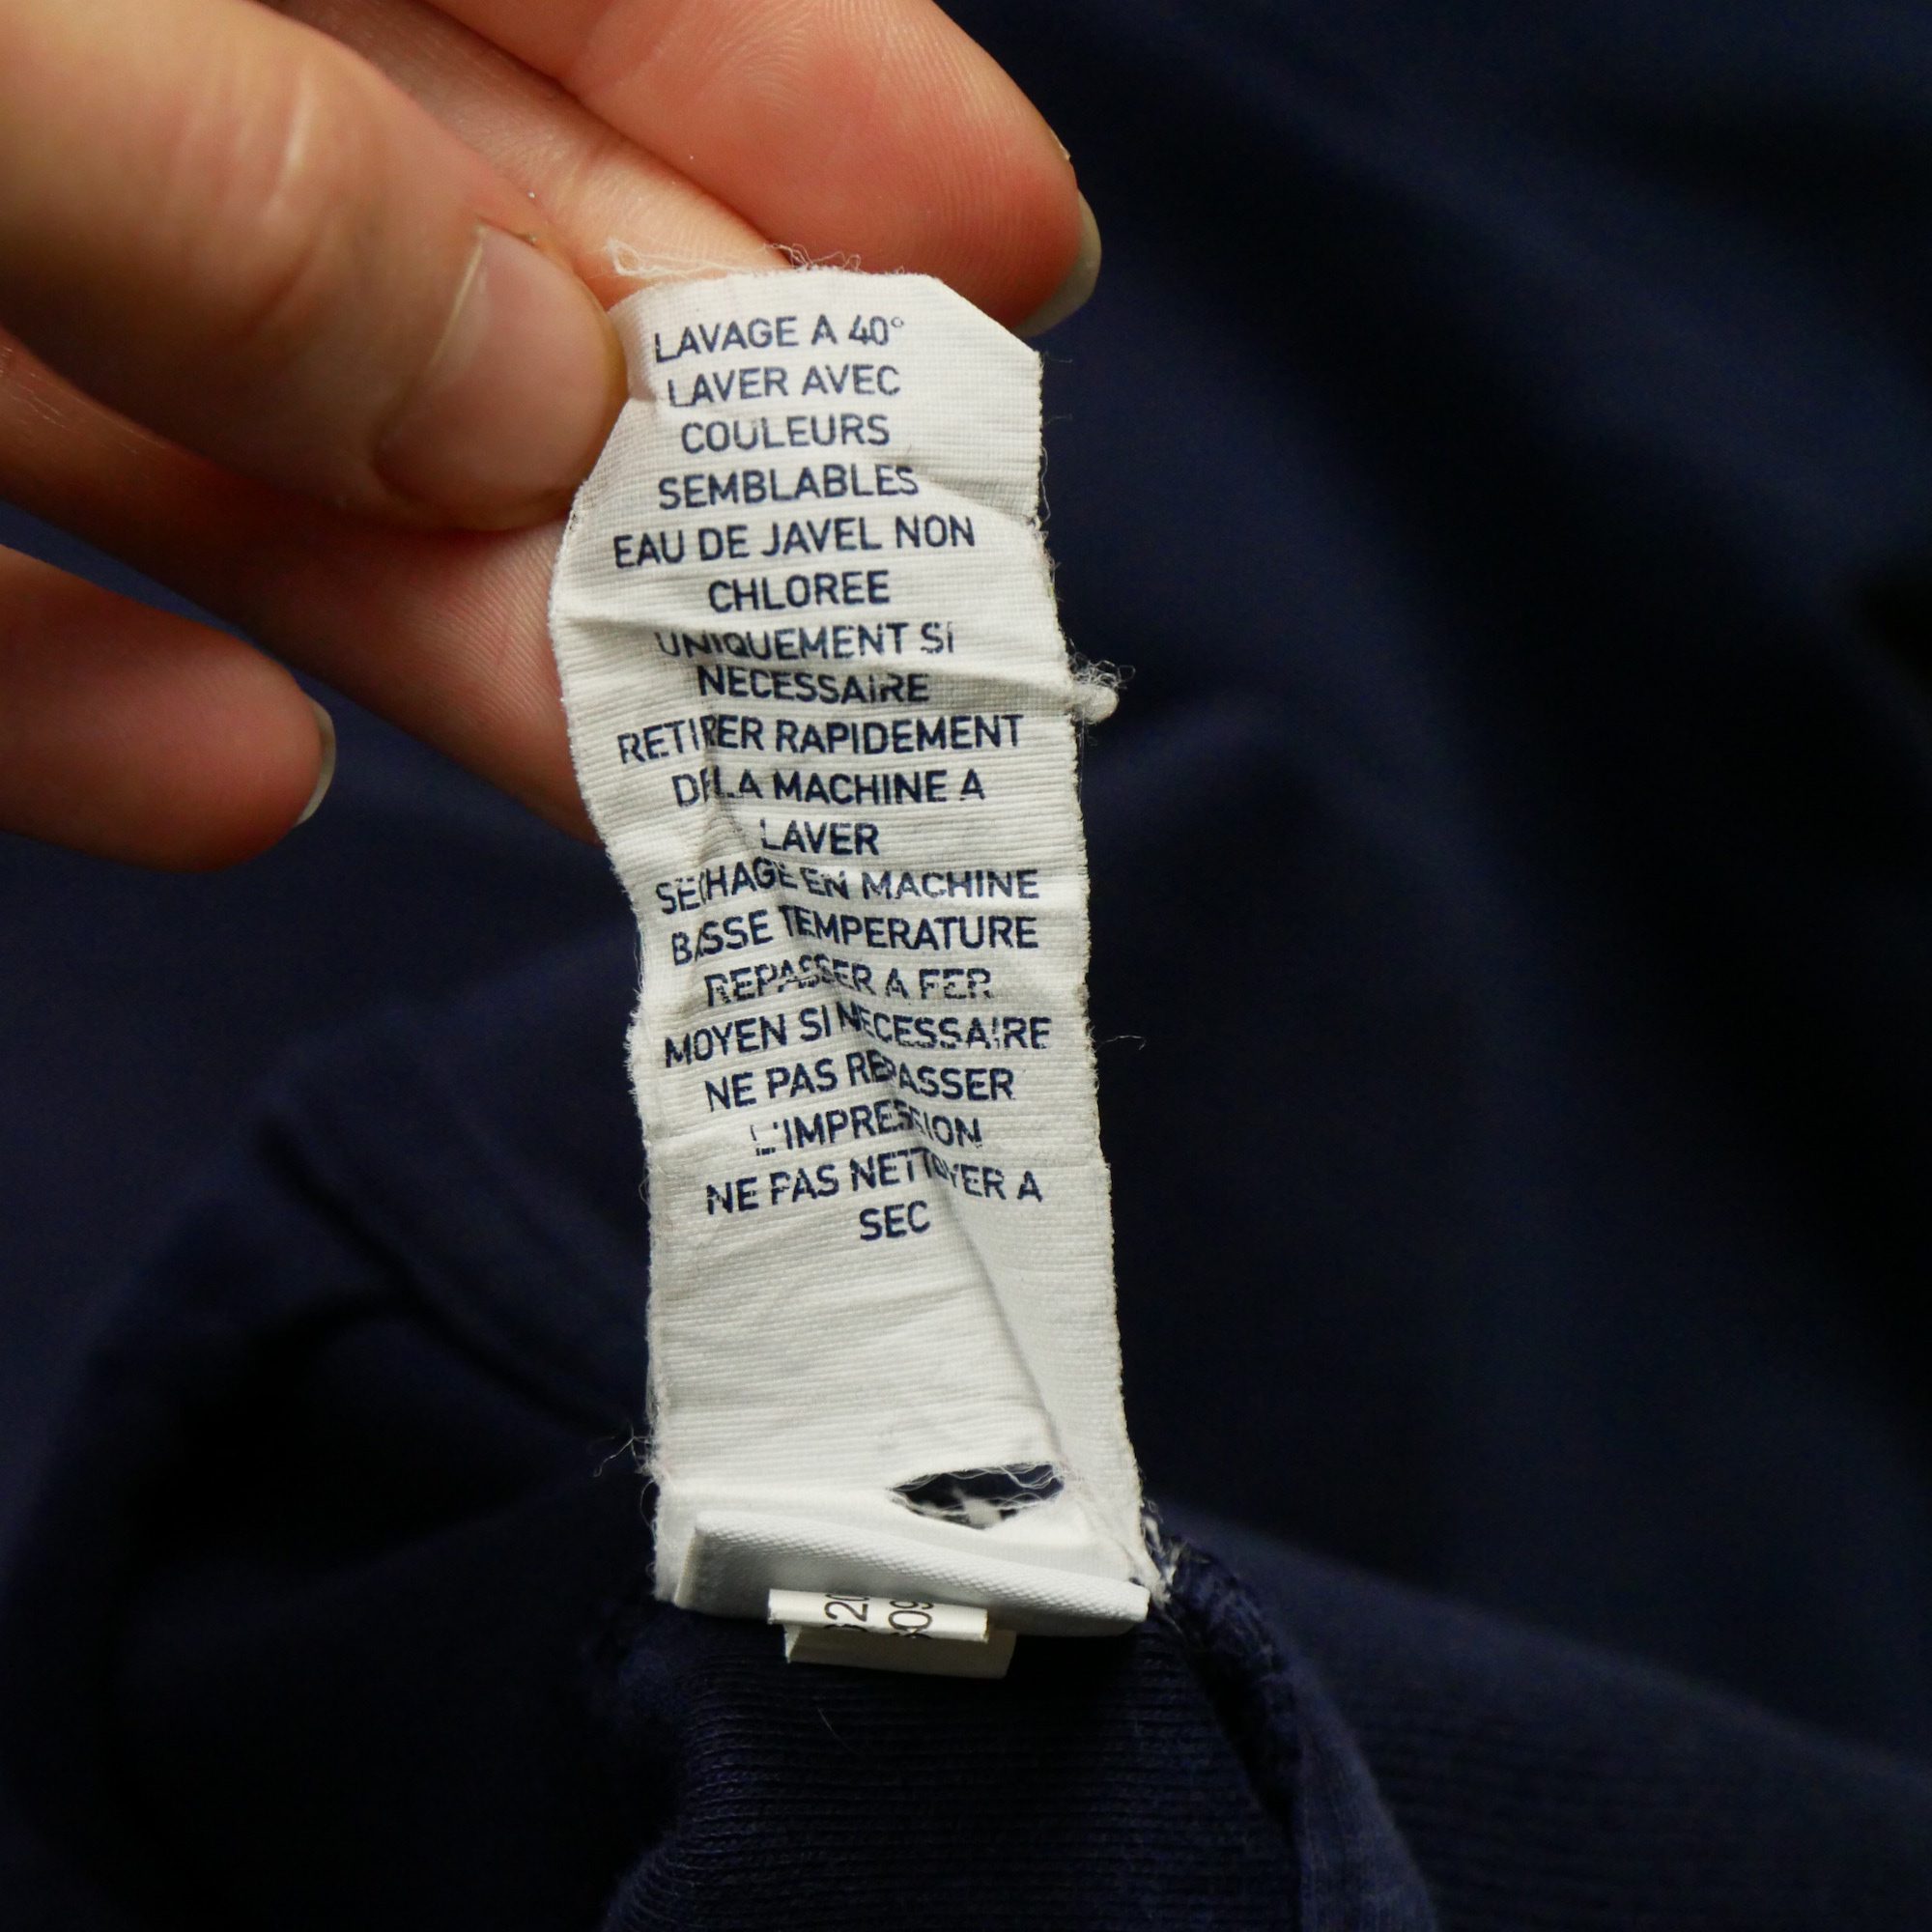 LAVAGE A 40°
LAVER AVEC
COULEURS
SEMBLABLES
EAU DE JAVEL NON
CHLOREE
UNIQUEMENT SI
NECESSAIRE
RETIRER RAPIDEMENT
DE LA MACHINE A
LAVER
SECHAGE EN MACHINE
BASSE TEMPERATURE
REPASSER A FER
MOYEN SI NECESSAIRE
NE PAS REPASSER
L'IMPRESSION
NE PAS NETTOYER A
SEC